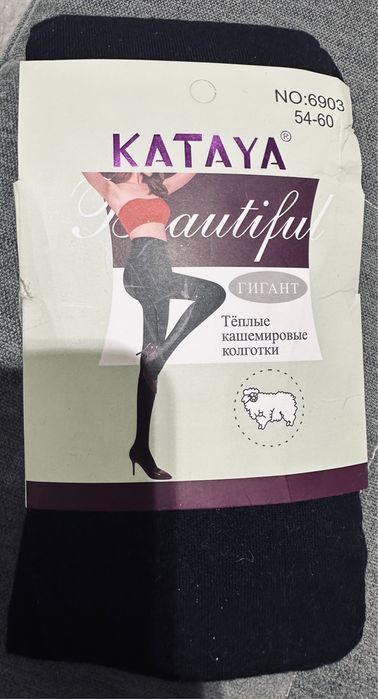 NO:6903
54-60
KATAYA®
Beautiful
ГИГАНТ
Тёплые
кашемировые
колготки